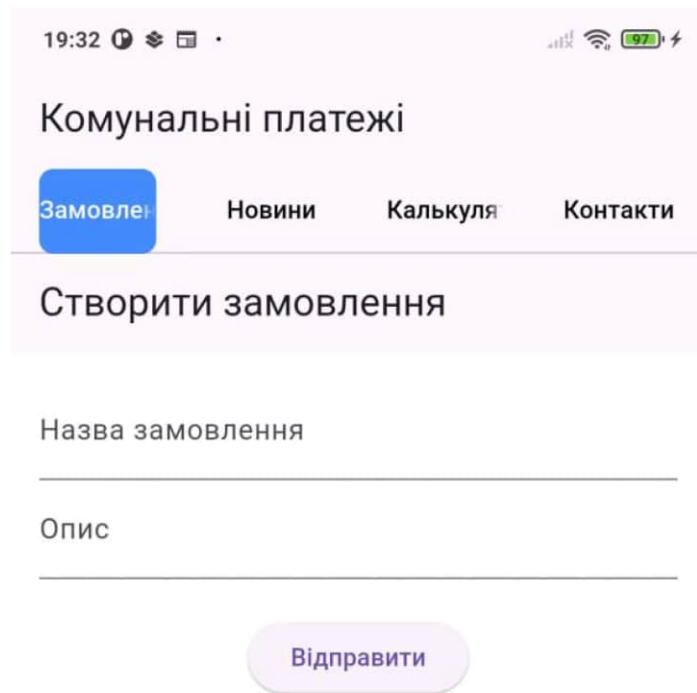 19:32
97
Комунальні платежі
Замовлен Новини Калькуля Контакти
Створити замовлення
Назва замовлення
Опис
Відправити